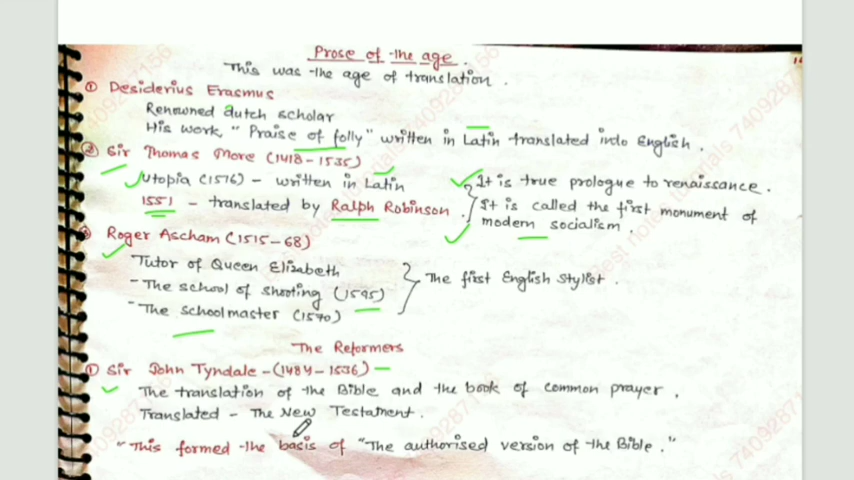 Prose of the age.
This was the age of translation.
① Desiderius Erasmus
Renowned dutch scholar
His work, "Praise of folly" written in Latin translated into English.
② Sir Thomas More (1418-1535)
Utopia (1516) - written in Latin
1551 - translated by Ralph Robinson
It is true prologue to renaissance.
It is called the first monument of
modern socialism.
③ Roger Ascham (1515-68)
Tutor of Queen Elizabeth
- The school of shooting (1545)
- The schoolmaster (1570)
The first English Stylist.
The Reformers
① Sir John Tyndale - (1484-1536)
The translation of the Bible and the book of common prayer.
Translated - The New Testament.
"This formed the basis of "The authorised version of the Bible."
7409287156